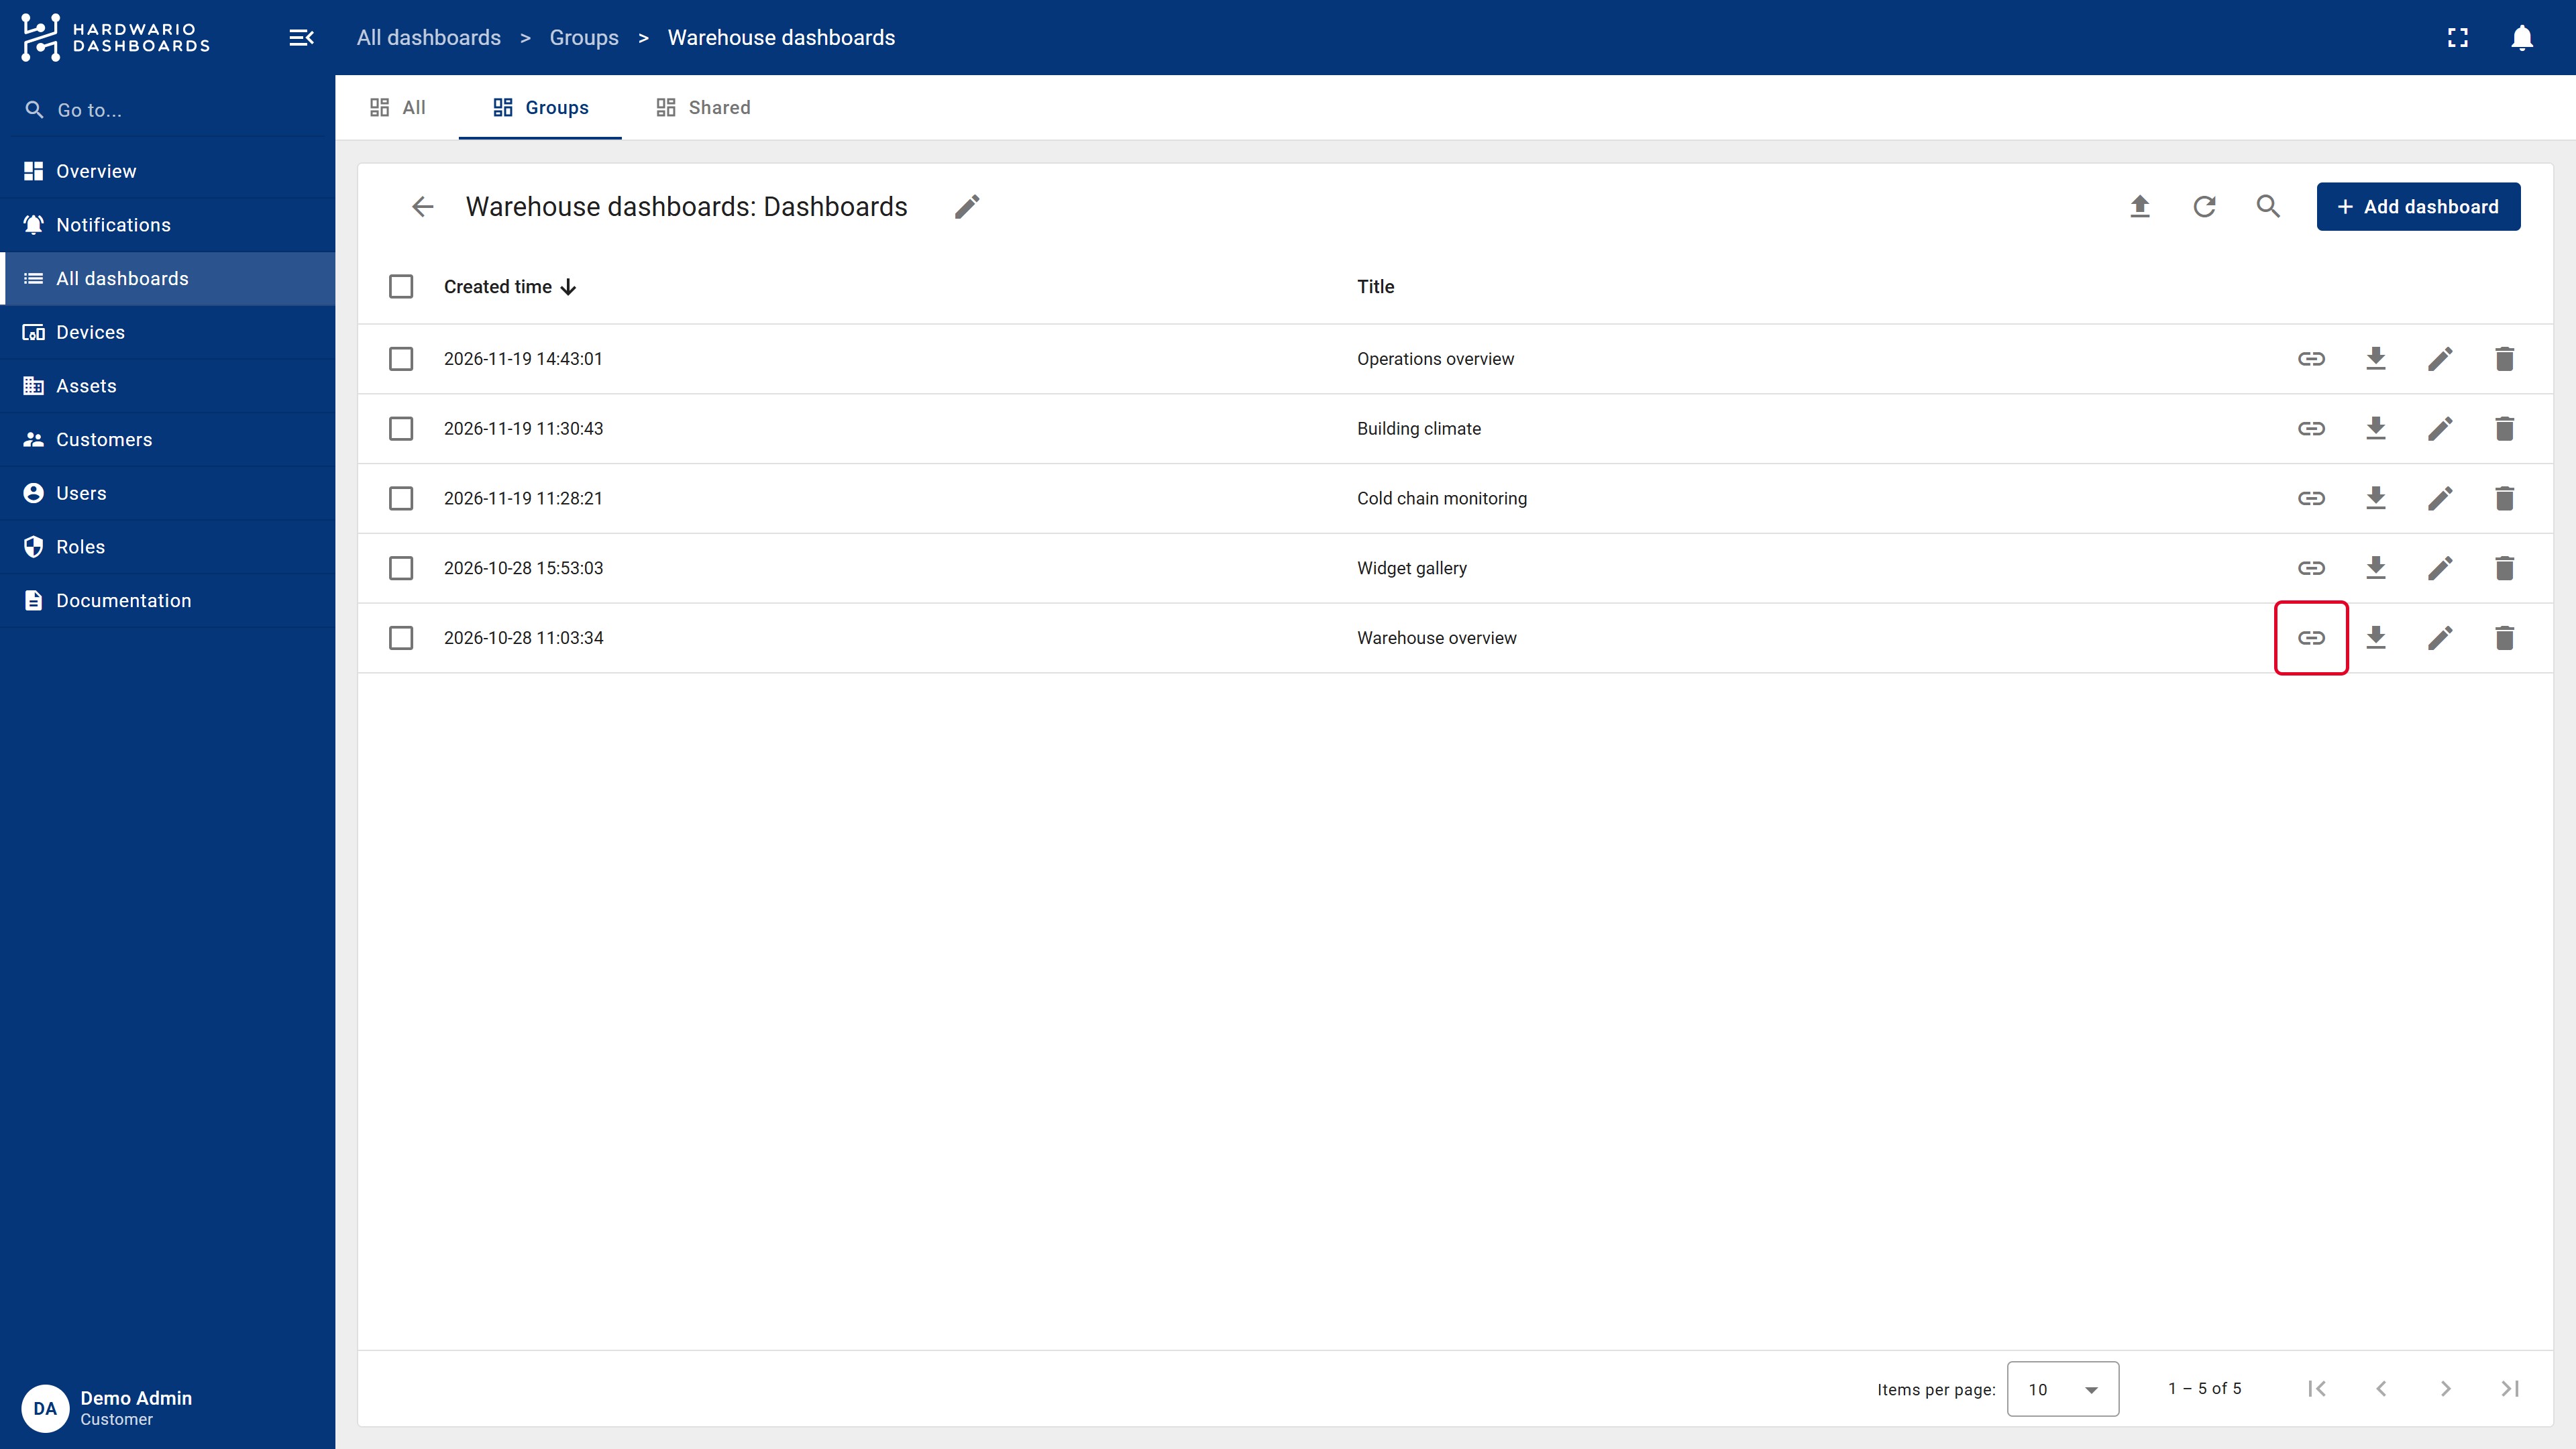 HARDWARIO
DASHBOARDS
All dashboards > Groups > Warehouse dashboards
Go to...
Overview
Notifications
All dashboards
Devices
Assets
Customers
Users
Roles
Documentation
DA
Demo Admin
Customer
All
Groups
Shared
Warehouse dashboards: Dashboards
+ Add dashboard
Created time
Title
2026-11-19 14:43:01
Operations overview
2026-11-19 11:30:43
Building climate
2026-11-19 11:28:21
Cold chain monitoring
2026-10-28 15:53:03
Widget gallery
2026-10-28 11:03:34
Warehouse overview
Items per page:
10
1 – 5 of 5